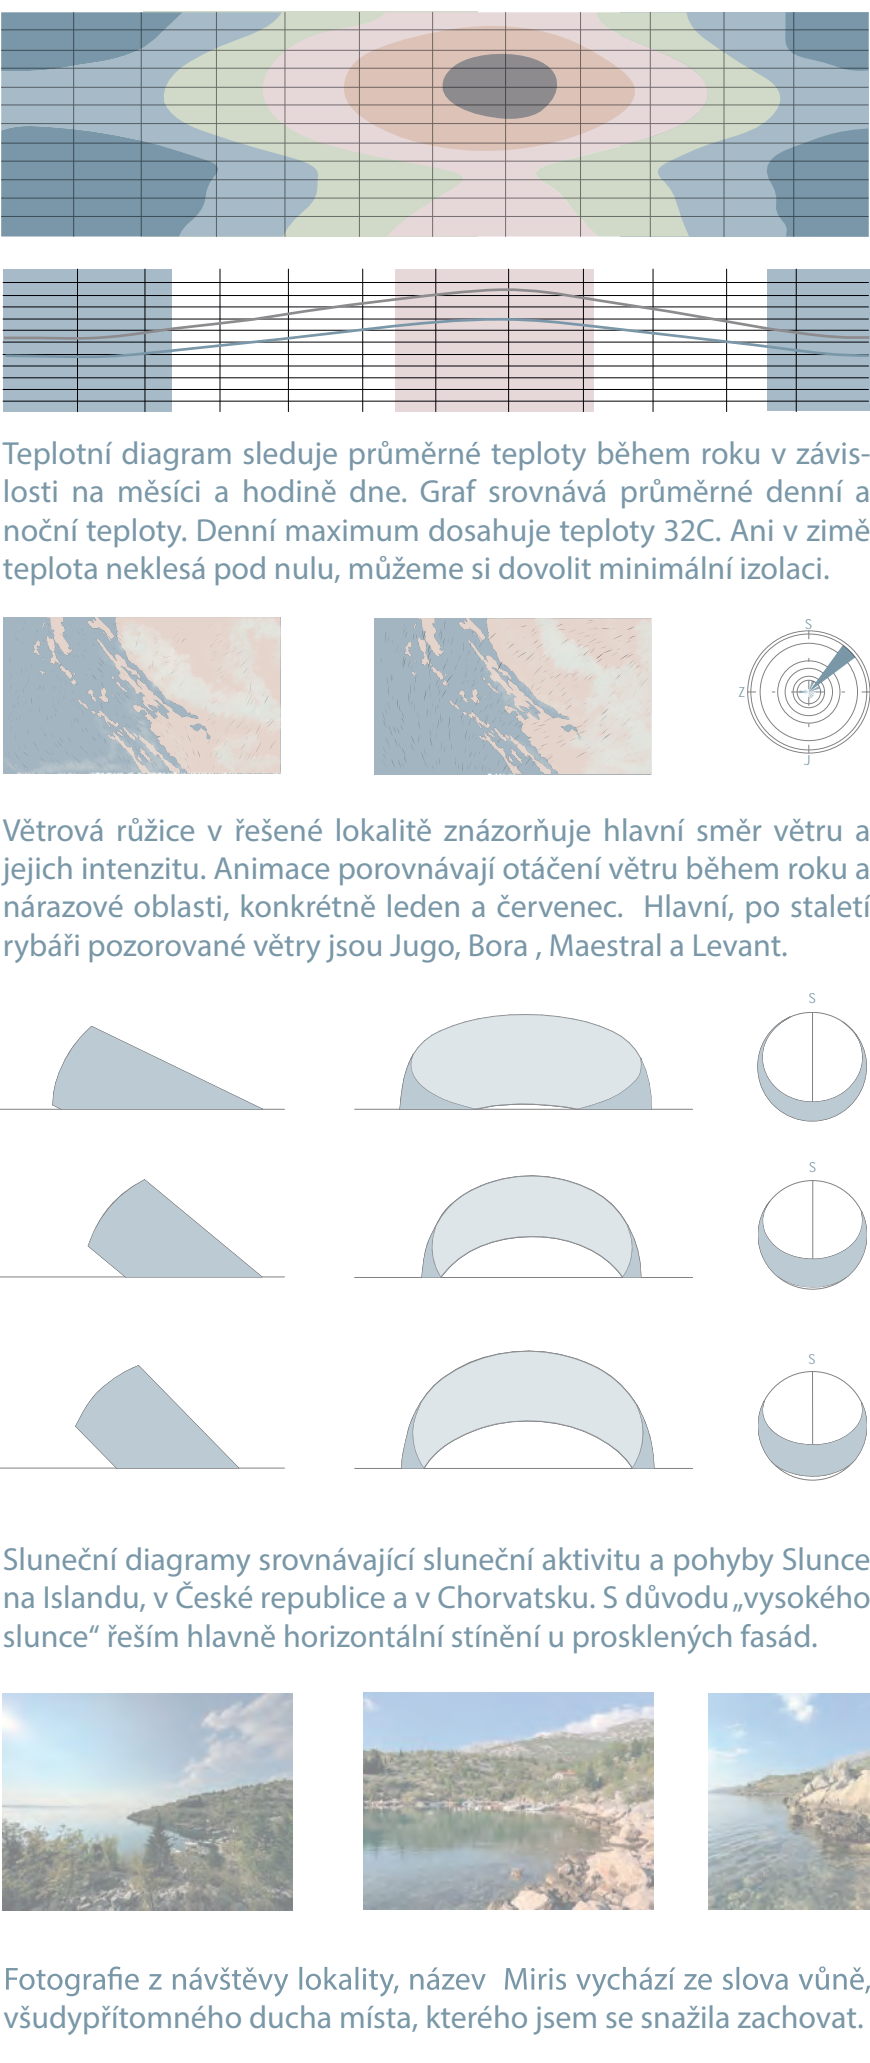 Teplotní diagram sleduje průměrné teploty během roku v závis-
losti na měsíci a hodině dne. Graf srovnává průměrné denní a
noční teploty. Denní maximum dosahuje teploty 32C. Ani v zimě
teplota neklesá pod nulu, můžeme si dovolit minimální izolaci.
S
Z
J
Větrová růžice v řešené lokalitě znázorňuje hlavní směr větru a
jejich intenzitu. Animace porovnávají otáčení větru během roku a
nárazové oblasti, konkrétně leden a červenec.  Hlavní, po staletí
rybáři pozorované větry jsou Jugo, Bora , Maestral a Levant.
S
S
S
Sluneční diagramy srovnávající sluneční aktivitu a pohyby Slunce
na Islandu, v České republice a v Chorvatsku. S důvodu „vysokého
slunce“ řeším hlavně horizontální stínění u prosklených fasád.
Fotografie z návštěvy lokality, název  Miris vychází ze slova vůně,
všudypřítomného ducha místa, kterého jsem se snažila zachovat.